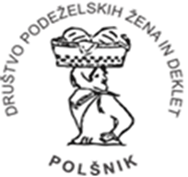 DRUŠTVO PODEŽELSKIH ŽENA IN DEKLET
POLŠNIK